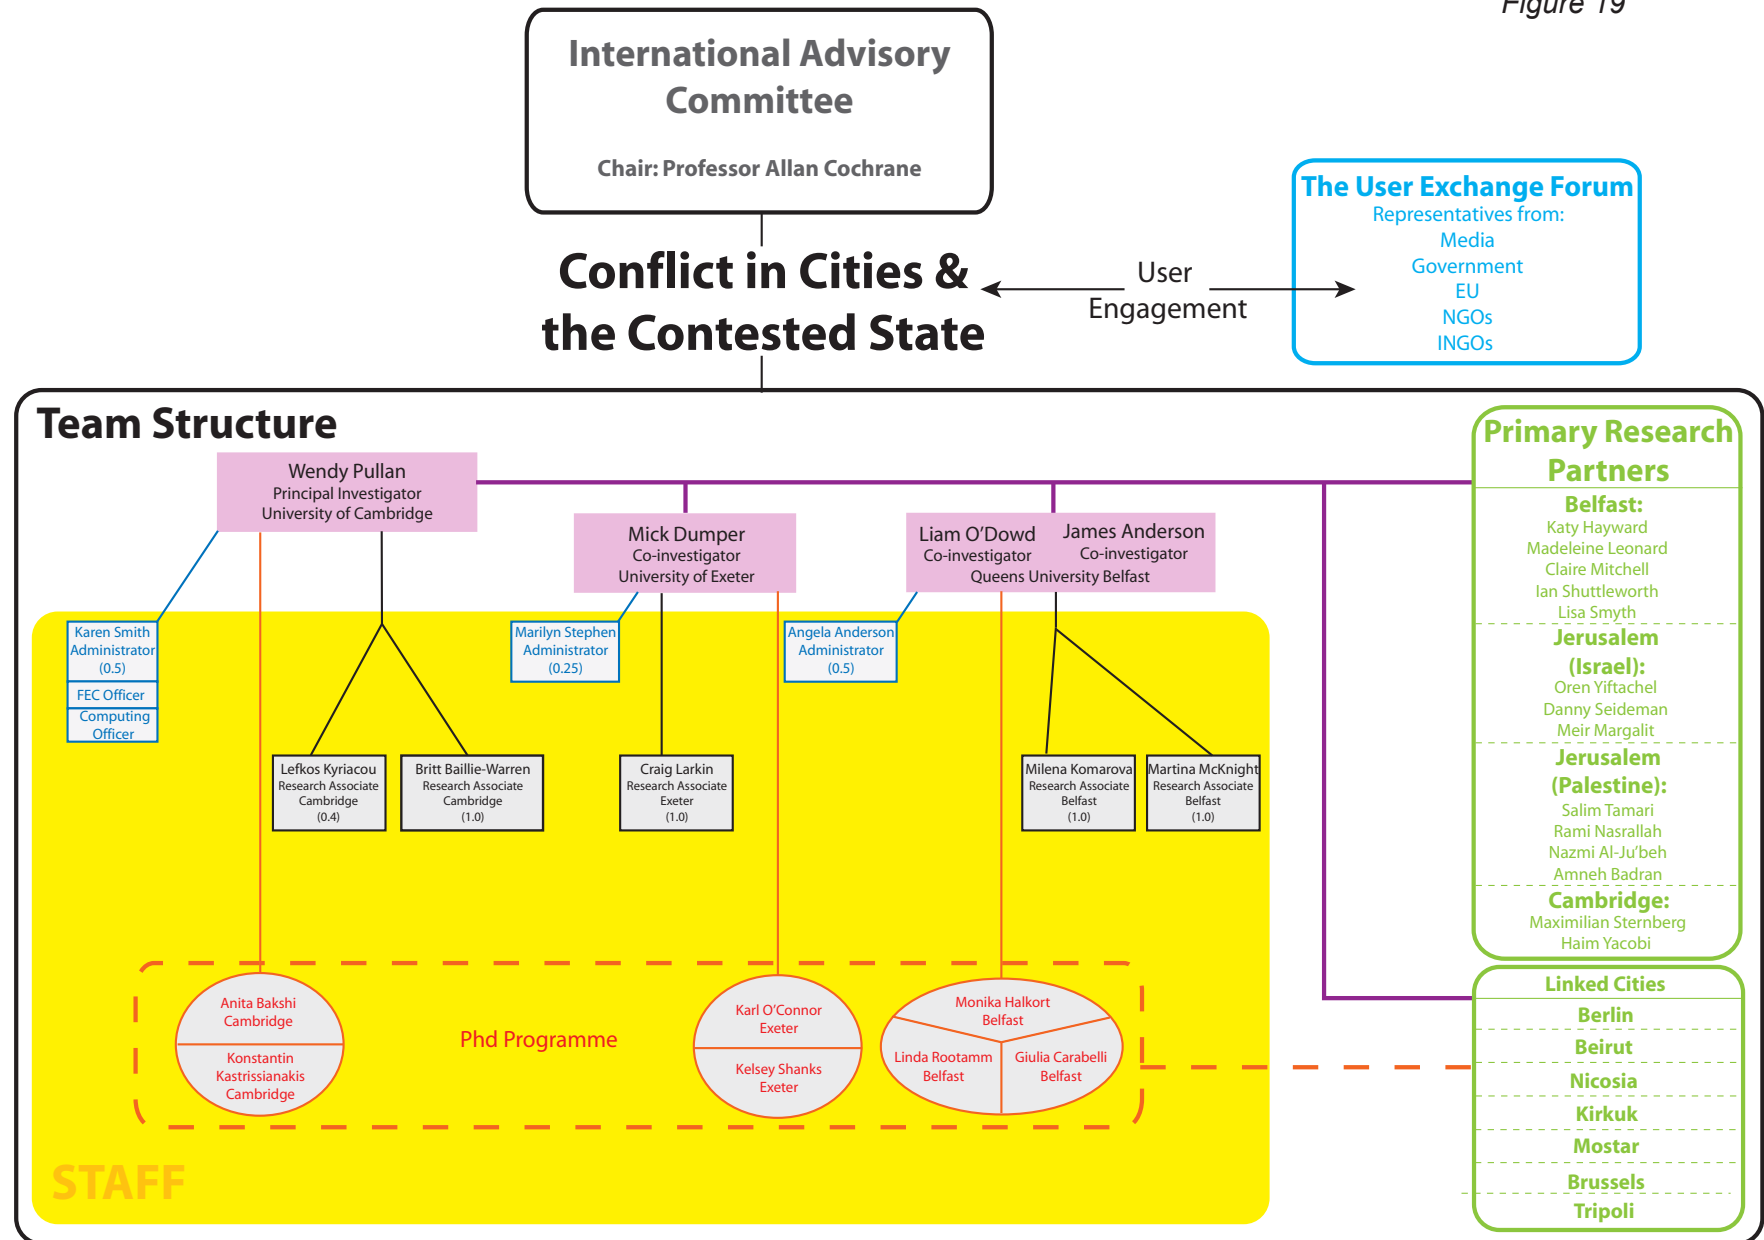 Figure 19
International Advisory
Committee
Chair: Professor Allan Cochrane
The User Exchange Forum
Representatives from:
Media
Government
EU
NGOs
INGOs
Conflict in Cities &
the Contested State
User
Engagement
Team Structure
Wendy Pullan
Principal Investigator
University of Cambridge
Mick Dumper
Co-investigator
University of Exeter
Liam O’Dowd
Co-investigator
James Anderson
Co-investigator
Queens University Belfast
Karen Smith
Administrator
(0.5)
FEC Officer
Computing
Officer
Marilyn Stephen
Administrator
(0.25)
Angela Anderson
Administrator
(0.5)
Lefkos Kyriacou
Research Associate
Cambridge
(0.4)
Britt Baillie-Warren
Research Associate
Cambridge
(1.0)
Craig Larkin
Research Associate
Exeter
(1.0)
Milena Komarova
Research Associate
Belfast
(1.0)
Martina McKnight
Research Associate
Belfast
(1.0)
Anita Bakshi
Cambridge
Konstantin
Kastrissianakis
Cambridge
Phd Programme
Karl O’Connor
Exeter
Kelsey Shanks
Exeter
Monika Halkort
Belfast
Linda Rootamm
Belfast
Giulia Carabelli
Belfast
STAFF
Primary Research
Partners
Belfast:
Katy Hayward
Madeleine Leonard
Claire Mitchell
Ian Shuttleworth
Lisa Smyth
Jerusalem
(Israel):
Oren Yiftachel
Danny Seideman
Meir Margalit
Jerusalem
(Palestine):
Salim Tamari
Rami Nasrallah
Nazmi Al-Ju’beh
Amneh Badran
Cambridge:
Maximilian Sternberg
Haim Yacobi
Linked Cities
Berlin
Beirut
Nicosia
Kirkuk
Mostar
Brussels
Tripoli